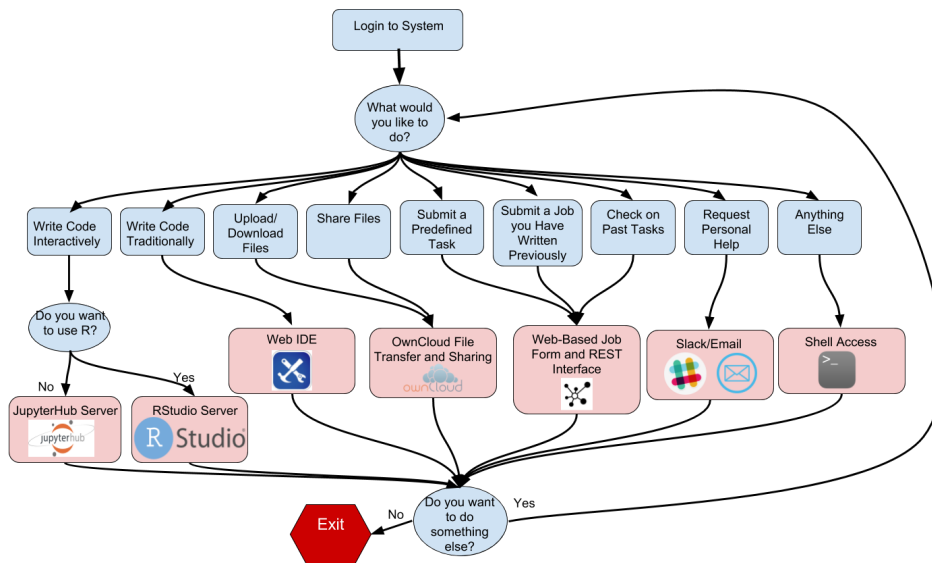 Login to System
What would
you like to
do?
Write Code
Interactively
Write Code
Traditionally
Upload/
Download
Files
Share Files
Submit a
Predefined
Task
Submit a Job
you Have
Written
Previously
Check on
Past Tasks
Request
Personal
Help
Anything
Else
Do you want
to use R?
No
Yes
Web IDE
OwnCloud File
Transfer and Sharing
ownCloud
Web-Based Job
Form and REST
Interface
Slack/Email
Shell Access
>_
JupyterHub Server
jupyterhub
RStudio Server
R Studio
Do you want
to do
something
else?
No
Yes
Exit